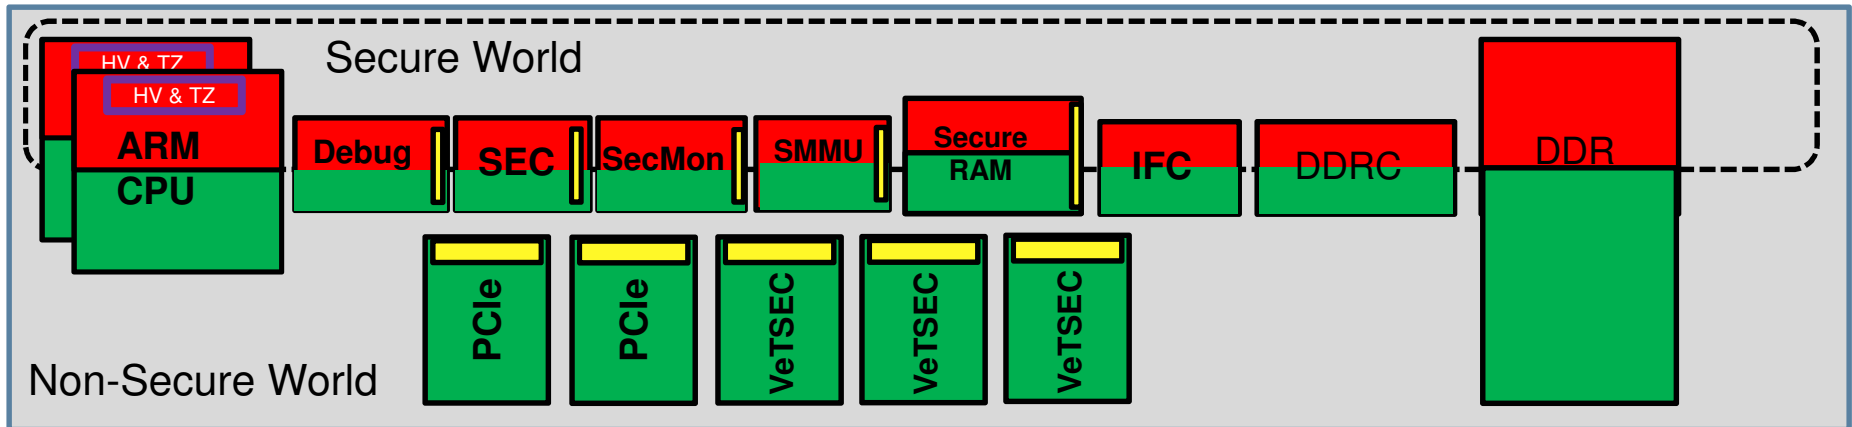 Secure World
HV & TZ
HV & TZ
ARM
CPU
Debug
SEC
SecMon
SMMU
Secure
RAM
IFC
DDRC
DDR
PCIe
PCIe
VeTSEC
VeTSEC
VeTSEC
Non-Secure World